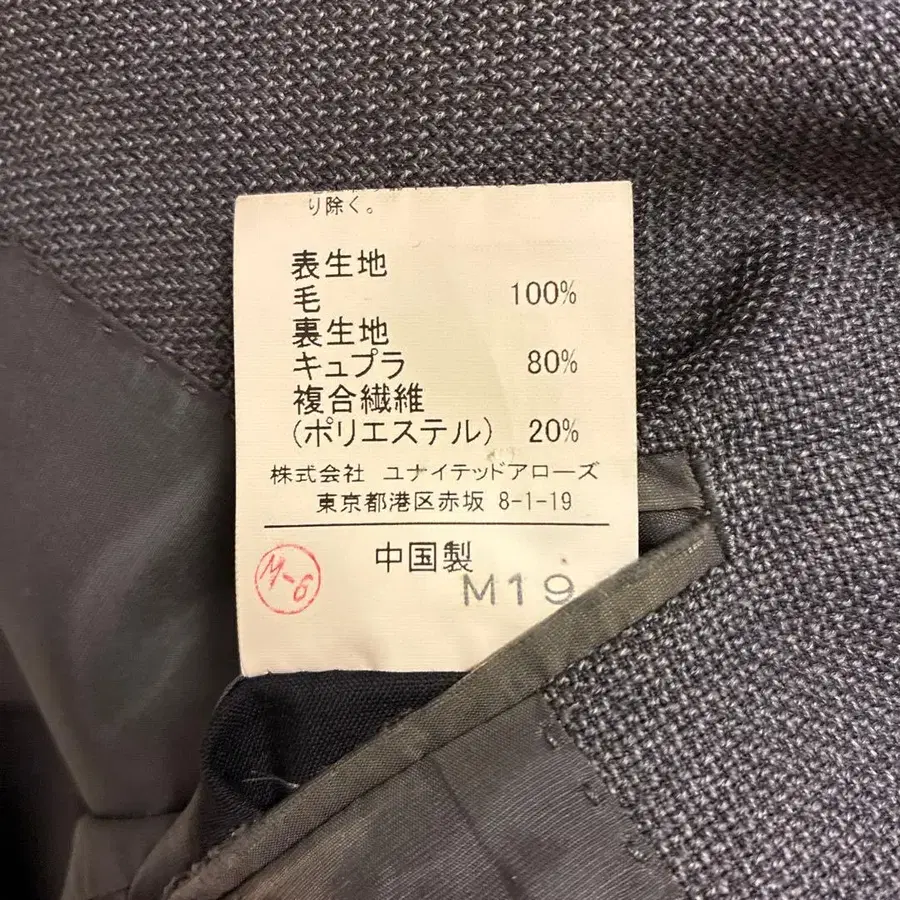 り除く。
表生地
毛 100%
裏生地
キュプラ 80%
複合繊維
(ポリエステル) 20%
株式会社 ユナイテッドアローズ
東京都港区赤坂 8-1-19
中国製
M-6
M19